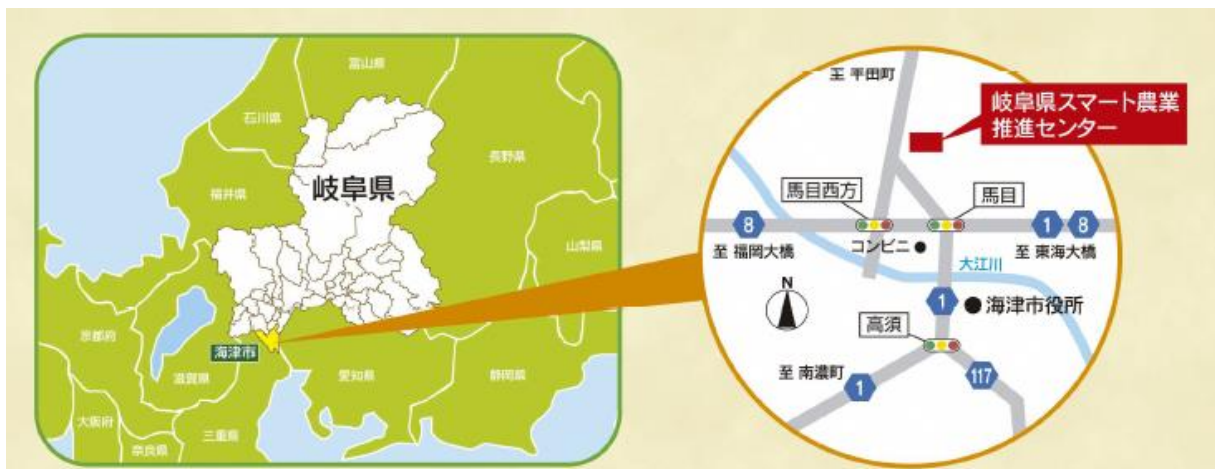 富山県
石川県
長野県
岐阜県
福井県
山梨県
京都府
海津市
滋賀県
愛知県
静岡県
大阪府
三重県
奈良県
至 平田町
岐阜県スマート農業
推進センター
馬目西方
馬目
8
1
8
至 福岡大橋
コンビニ
至 東海大橋
大江川
N
1
海津市役所
高須
至 南濃町
1
117